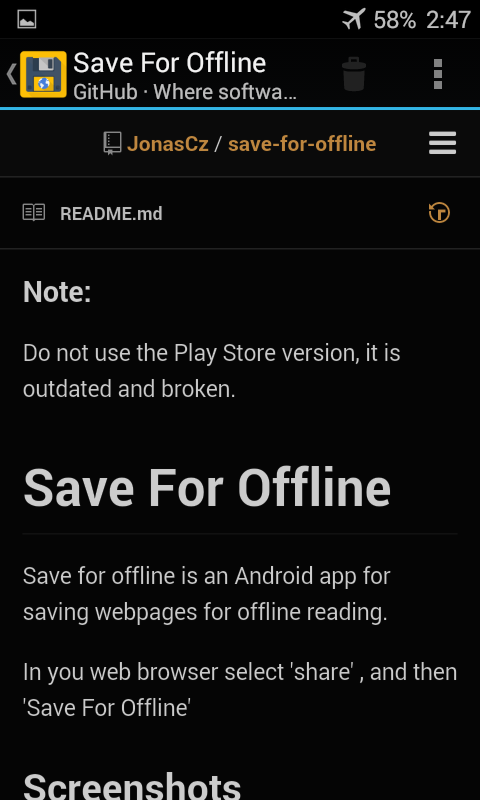 58% 2:47
Save For Offline
GitHub · Where softwa...
JonasCz / save-for-offline
README.md
Note:
Do not use the Play Store version, it is
outdated and broken.
Save For Offline
Save for offline is an Android app for
saving webpages for offline reading.
In you web browser select 'share' , and then
'Save For Offline'
Screenshots